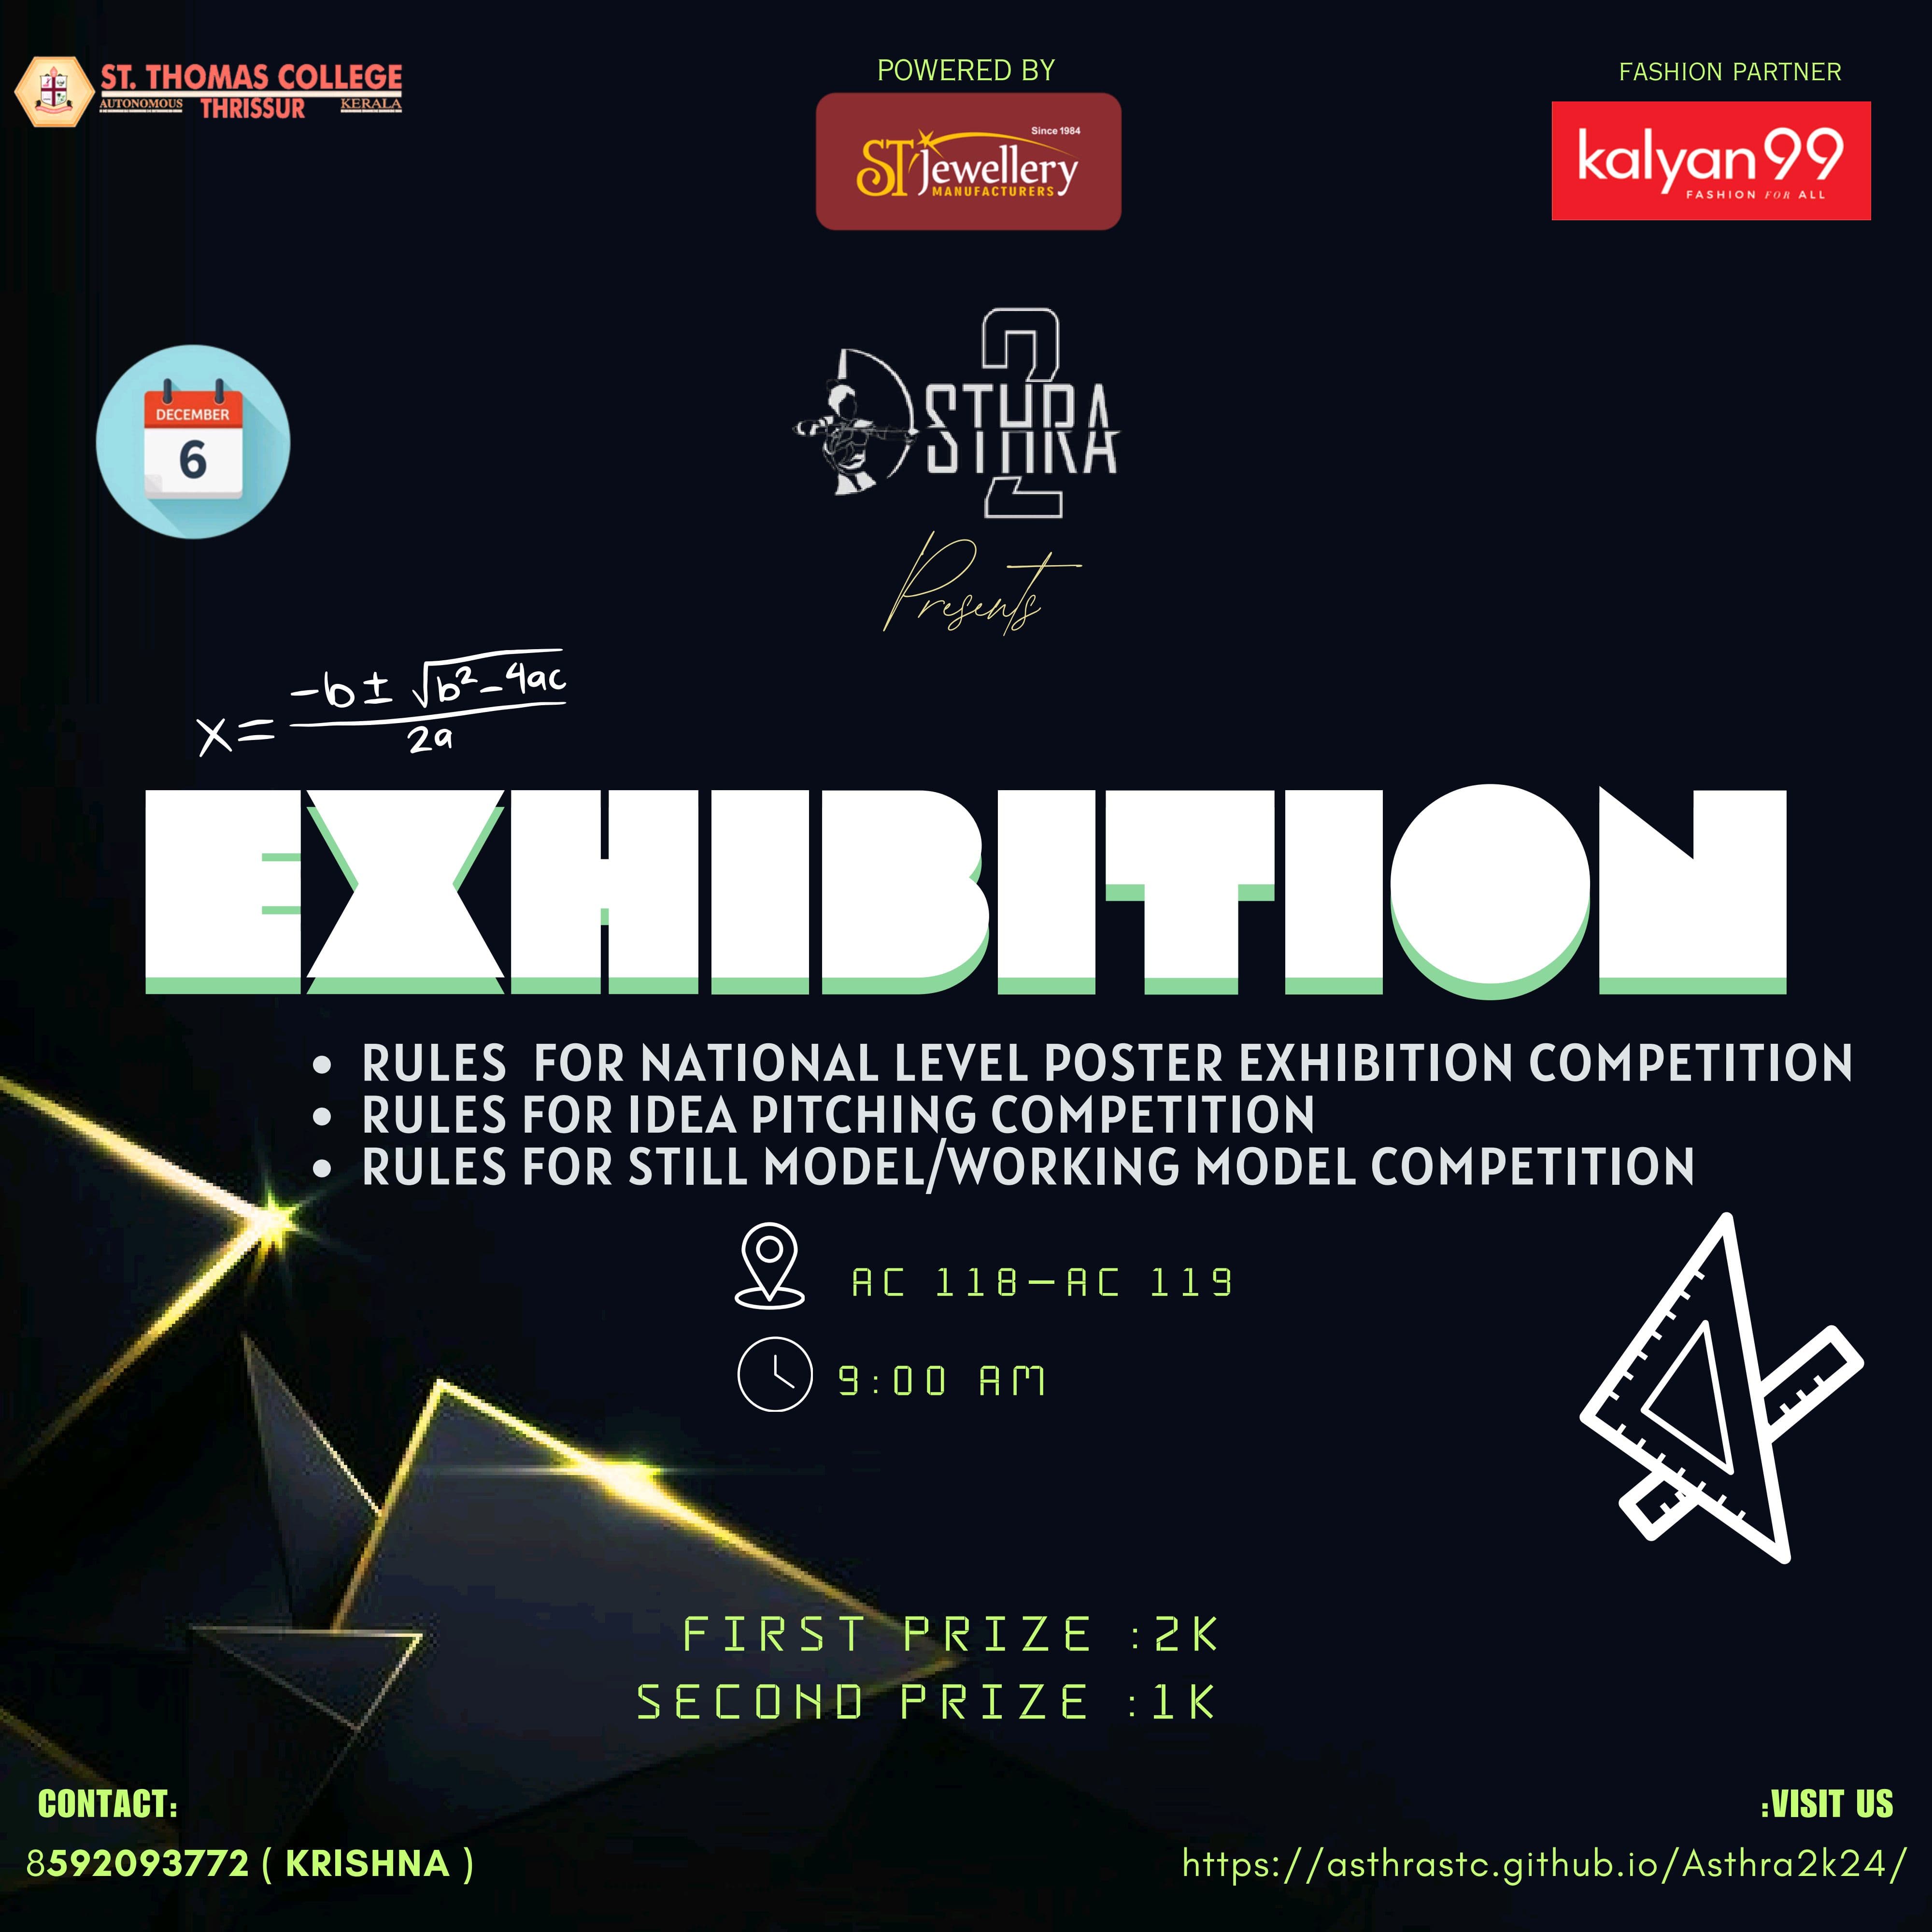 ST. THOMAS COLLEGE
AUTONOMOUS THRISSUR KERALA
POWERED BY
Since 1984
ST Jewellery
MANUFACTURERS
FASHION PARTNER
kalyan 99
FASHION FOR ALL
DECEMBER
6
2
STHRA
Presents
x = -b ± √b² - 4ac
2a
EXHIBITION
• RULES FOR NATIONAL LEVEL POSTER EXHIBITION COMPETITION
• RULES FOR IDEA PITCHING COMPETITION
• RULES FOR STILL MODEL/WORKING MODEL COMPETITION
AC 118-AC 119
9:00 AM
FIRST PRIZE :2K
SECOND PRIZE :1K
CONTACT:
8592093772 ( KRISHNA )
:VISIT US
https://asthrastc.github.io/Asthra2k24/